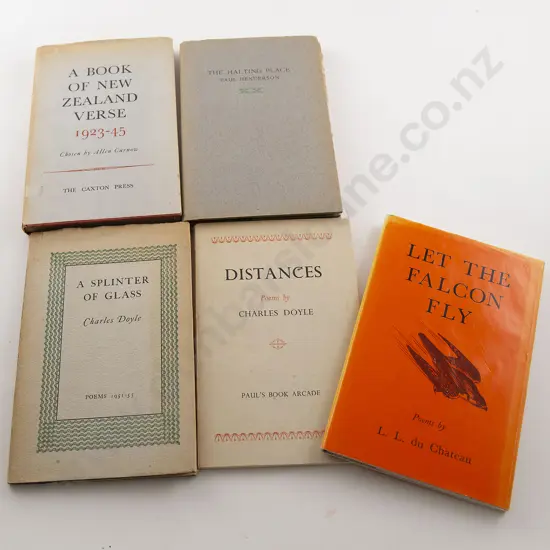 A BOOK
OF NEW
ZEALAND
VERSE
1923-45
Chosen by Allen Curnow
THE CAXTON PRESS
THE HALTING PLACE
PAUL HENDERSON
A SPLINTER
OF GLASS
Charles Doyle
POEMS 1951-55
DISTANCES
Poems by
CHARLES DOYLE
PAUL'S BOOK ARCADE
LET THE
FALCON
FLY
Poems by
L. L. du Chateau